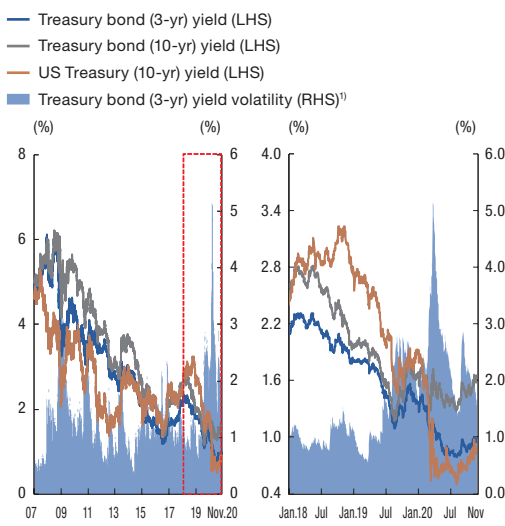 Treasury bond (3-yr) yield (LHS)
Treasury bond (10-yr) yield (LHS)
US Treasury (10-yr) yield (LHS)
Treasury bond (3-yr) yield volatility (RHS)1)
(%) (%) (%) (%)
8 6 4.0 6.0
5 3.4 5.0
6
4 2.8 4.0
4 3 2.2 3.0
2 1.6 2.0
2
1 1.0 1.0
0 0 0.4 0.0
07 09 11 13 15 17 19 Nov.20 Jan.18 Jul Jan.19 Jul Jan.20 Jul Nov